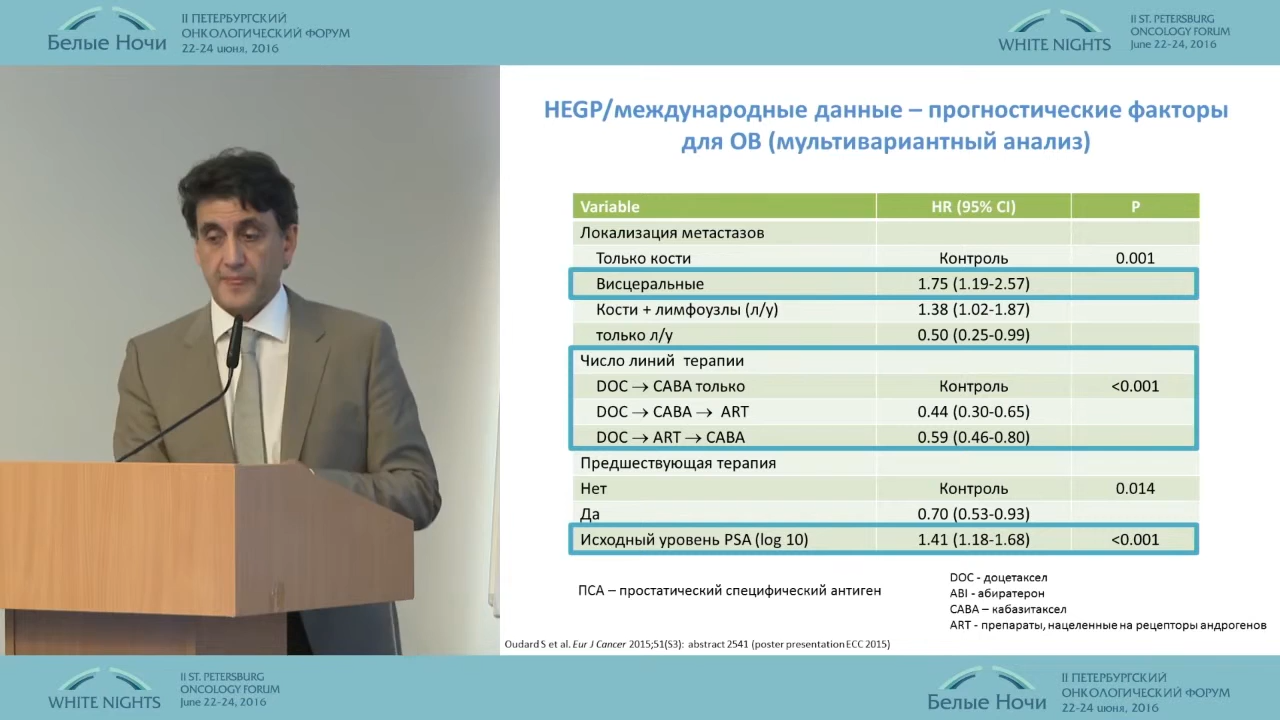 Белые Ночи
II ПЕТЕРБУРГСКИЙ
ОНКОЛОГИЧЕСКИЙ ФОРУМ
22-24 июня, 2016
WHITE NIGHTS
II ST. PETERSBURG
ONCOLOGY FORUM
June 22-24, 2016
HEGP/международные данные – прогностические факторы
для ОВ (мультивариантный анализ)
Variable HR (95% CI) P
Локализация метастазов
Только кости Контроль 0.001
Висцеральные 1.75 (1.19-2.57)
Кости + лимфоузлы (л/у) 1.38 (1.02-1.87)
только л/у 0.50 (0.25-0.99)
Число линий терапии
DOC → CABA только Контроль <0.001
DOC → CABA → ART 0.44 (0.30-0.65)
DOC → ART → CABA 0.59 (0.46-0.80)
Предшествующая терапия
Нет Контроль 0.014
Да 0.70 (0.53-0.93)
Исходный уровень PSA (log 10) 1.41 (1.18-1.68) <0.001
ПСА – простатический специфический антиген
DOC - доцетаксел
ABI - абиратерон
CABA – кабазитаксел
ART - препараты, нацеленные на рецепторы андрогенов
Oudard S et al. Eur J Cancer 2015;51(S3): abstract 2541 (poster presentation ECC 2015)
WHITE NIGHTS
II ST. PETERSBURG
ONCOLOGY FORUM
June 22-24, 2016
Белые Ночи
II ПЕТЕРБУРГСКИЙ
ОНКОЛОГИЧЕСКИЙ ФОРУМ
22-24 июня, 2016